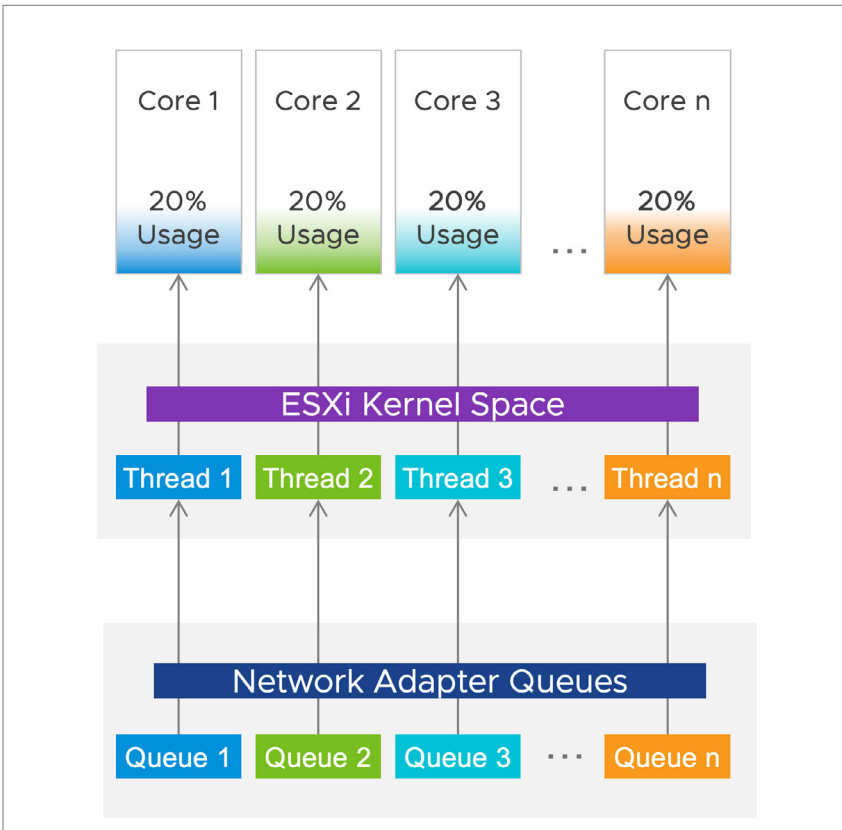 Core 1 Core 2 Core 3 Core n
20% 20% 20% 20%
Usage Usage Usage ... Usage
ESXi Kernel Space
Thread 1 Thread 2 Thread 3 ... Thread n
Network Adapter Queues
Queue 1 Queue 2 Queue 3 ... Queue n